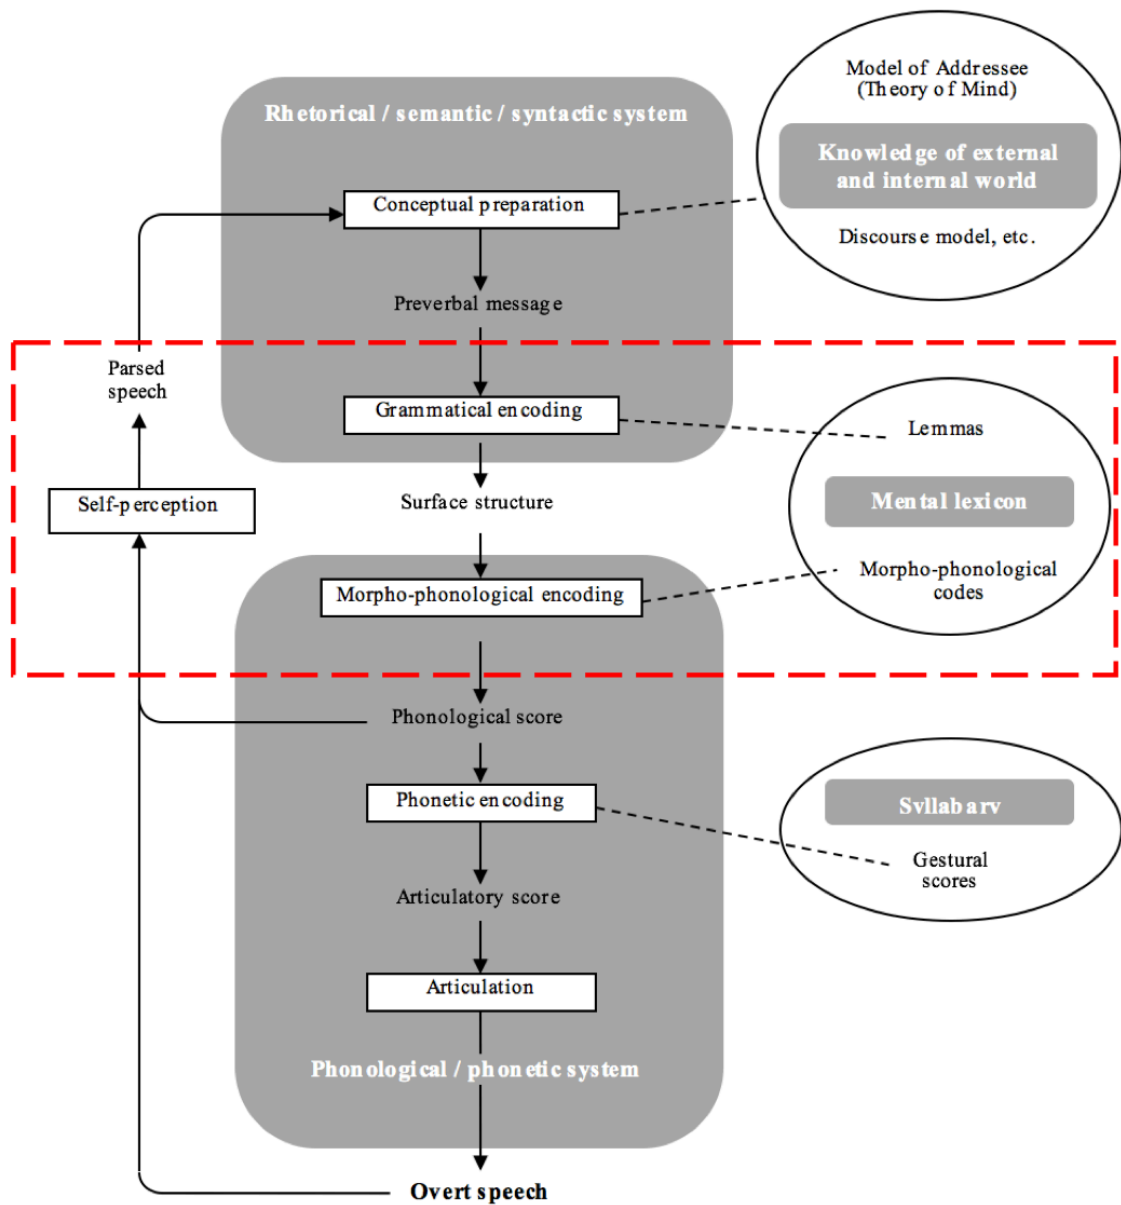 Model of Addressee
(Theory of Mind)
Rhetorical / semantic / syntactic system
Knowledge of external
and internal world
Conceptual preparation
Discourse model, etc.
Preverbal message
Parsed
speech
Grammatical encoding
Lemmas
Self-perception
Surface structure
Mental lexicon
Morpho-phonological encoding
Morpho-phonological
codes
Phonological score
Phonetic encoding
Syllabary
Gestural
scores
Articulatory score
Articulation
Phonological / phonetic system
Overt speech